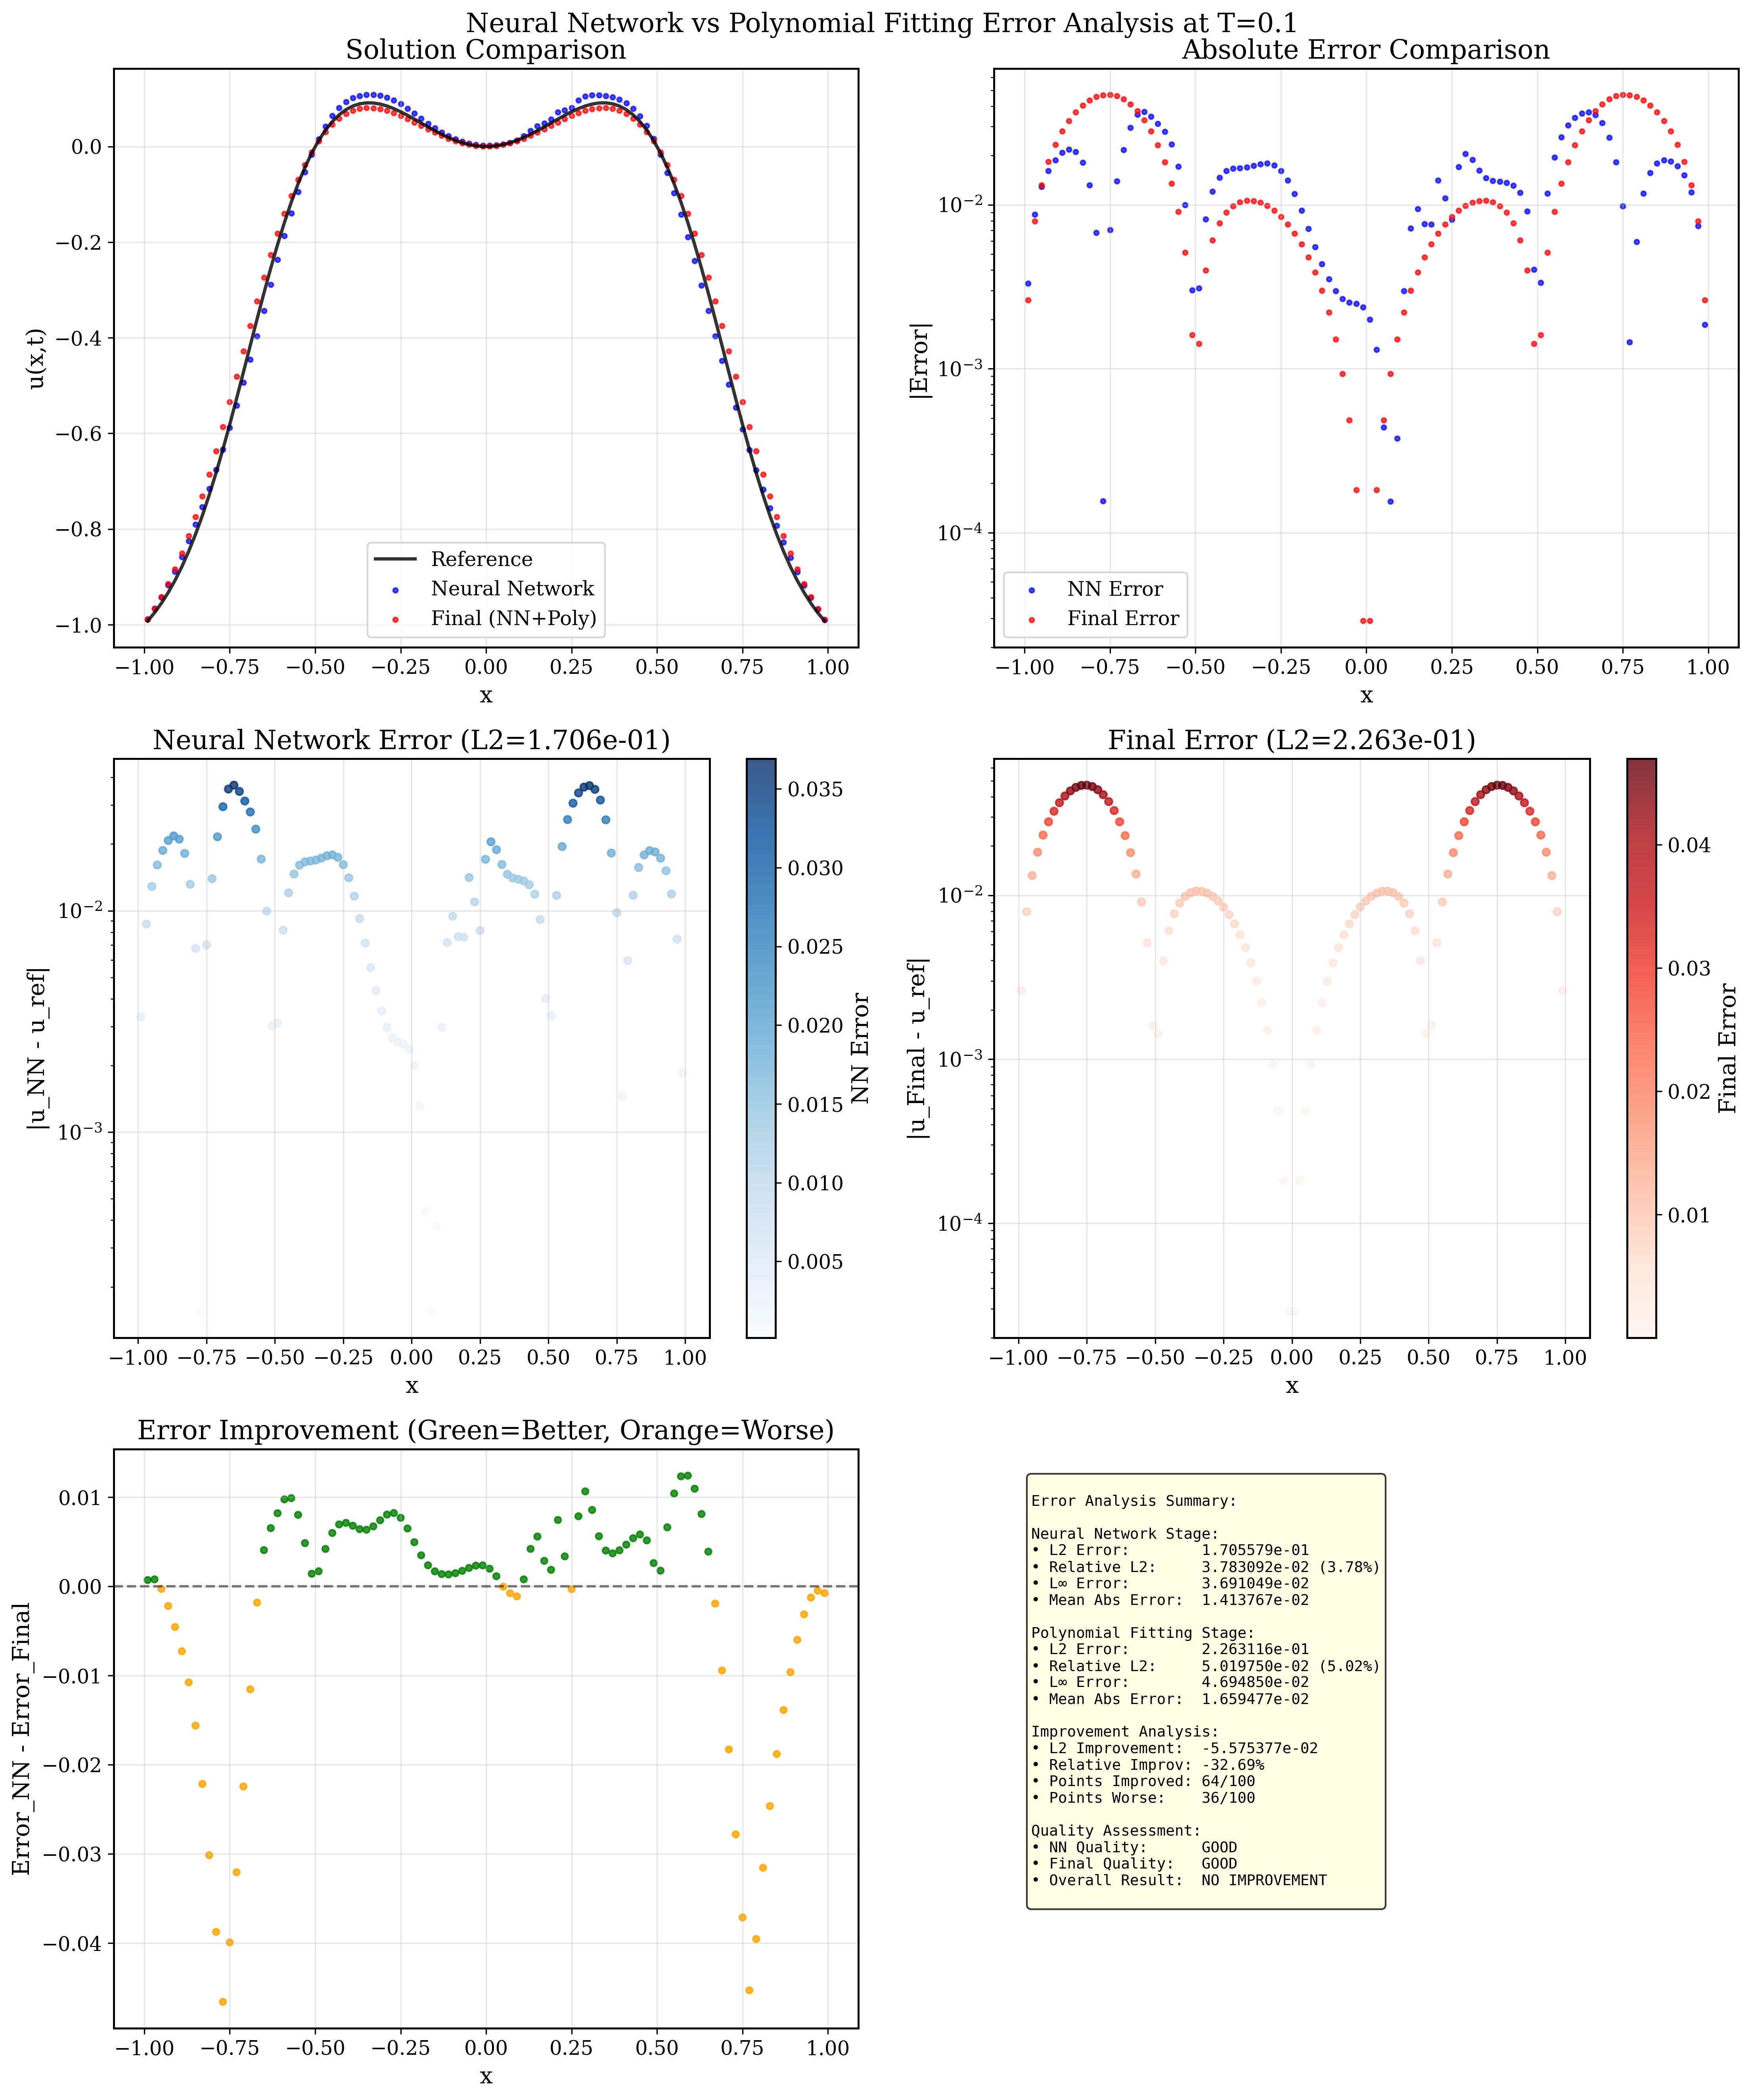 Neural Network vs Polynomial Fitting Error Analysis at T=0.1
Solution Comparison
0.0
−0.2
−0.4
−0.6
−0.8
−1.0
u(x,t)
Reference
Neural Network
Final (NN+Poly)
−1.00 −0.75 −0.50 −0.25 0.00 0.25 0.50 0.75 1.00
x
Absolute Error Comparison
10⁻²
10⁻³
10⁻⁴
|Error|
NN Error
Final Error
−1.00 −0.75 −0.50 −0.25 0.00 0.25 0.50 0.75 1.00
x
Neural Network Error (L2=1.706e-01)
10⁻²
10⁻³
|u_NN - u_ref|
−1.00 −0.75 −0.50 −0.25 0.00 0.25 0.50 0.75 1.00
x
0.035
0.030
0.025
0.020
0.015
0.010
0.005
NN Error
Final Error (L2=2.263e-01)
10⁻²
10⁻³
10⁻⁴
|u_Final - u_ref|
−1.00 −0.75 −0.50 −0.25 0.00 0.25 0.50 0.75 1.00
x
0.04
0.03
0.02
0.01
Final Error
Error Improvement (Green=Better, Orange=Worse)
0.01
0.00
−0.01
−0.02
−0.03
−0.04
Error_NN - Error_Final
−1.00 −0.75 −0.50 −0.25 0.00 0.25 0.50 0.75 1.00
x
Error Analysis Summary:
Neural Network Stage:
• L2 Error: 1.705579e-01
• Relative L2: 3.783092e-02 (3.78%)
• L∞ Error: 3.691049e-02
• Mean Abs Error: 1.413767e-02
Polynomial Fitting Stage:
• L2 Error: 2.263116e-01
• Relative L2: 5.019750e-02 (5.02%)
• L∞ Error: 4.694850e-02
• Mean Abs Error: 1.659477e-02
Improvement Analysis:
• L2 Improvement: -5.575377e-02
• Relative Improv: -32.69%
• Points Improved: 64/100
• Points Worse: 36/100
Quality Assessment:
• NN Quality: GOOD
• Final Quality: GOOD
• Overall Result: NO IMPROVEMENT